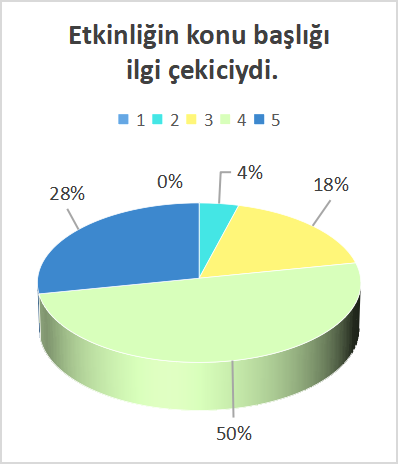 Etkinliğin konu başlığı
ilgi çekiciydi.
1 2 3 4 5
0%
4%
18%
28%
50%